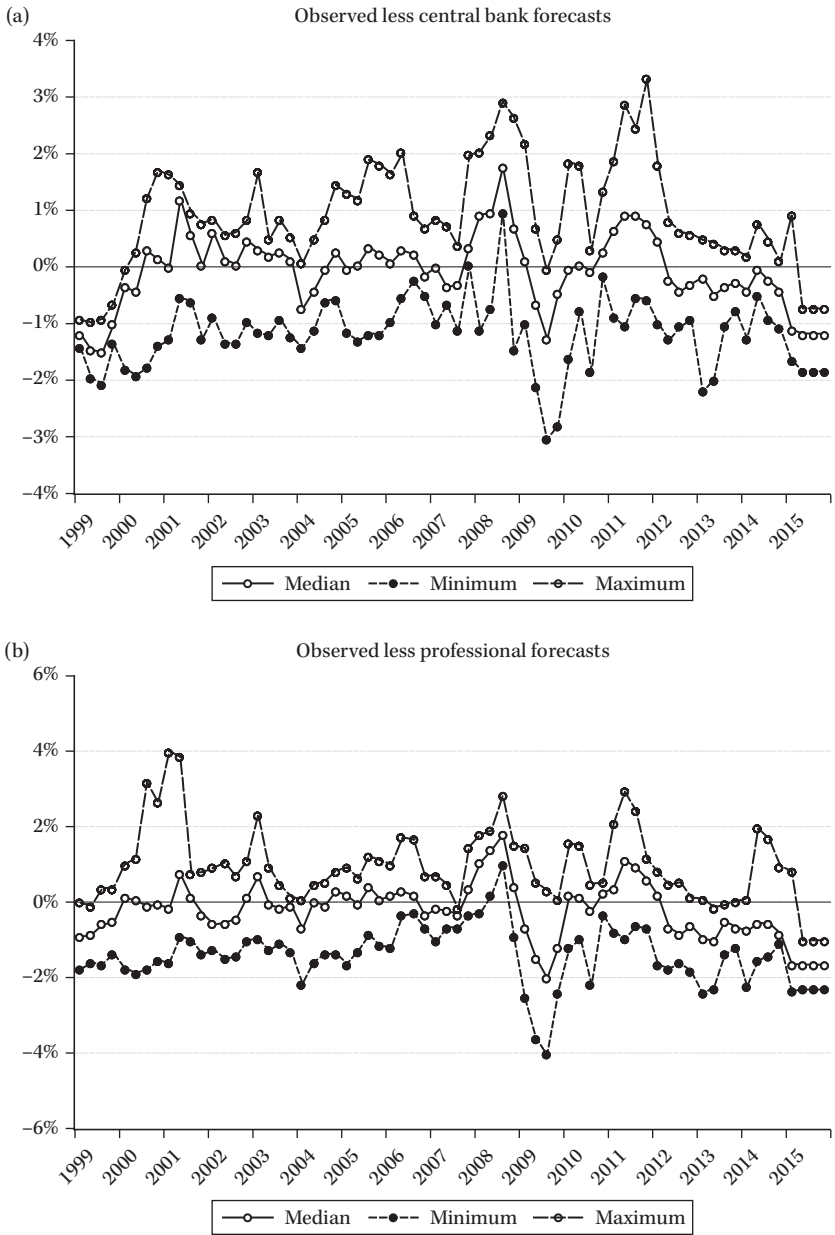 (a)
Observed less central bank forecasts
4%
3%
2%
1%
0%
–1%
–2%
–3%
–4%
1999 2000 2001 2002 2003 2004 2005 2006 2007 2008 2009 2010 2011 2012 2013 2014 2015
Median Minimum Maximum
(b)
Observed less professional forecasts
6%
4%
2%
0%
–2%
–4%
–6%
1999 2000 2001 2002 2003 2004 2005 2006 2007 2008 2009 2010 2011 2012 2013 2014 2015
Median Minimum Maximum